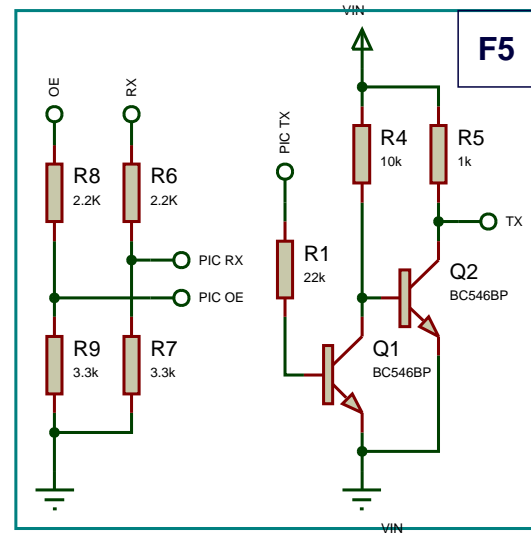 VIN
F5
OE
RX
PIC TX
R8
2.2K
R6
2.2K
R4
10k
R5
1k
TX
PIC RX
PIC OE
R1
22k
Q2
BC546BP
R9
3.3k
R7
3.3k
Q1
BC546BP
VIN